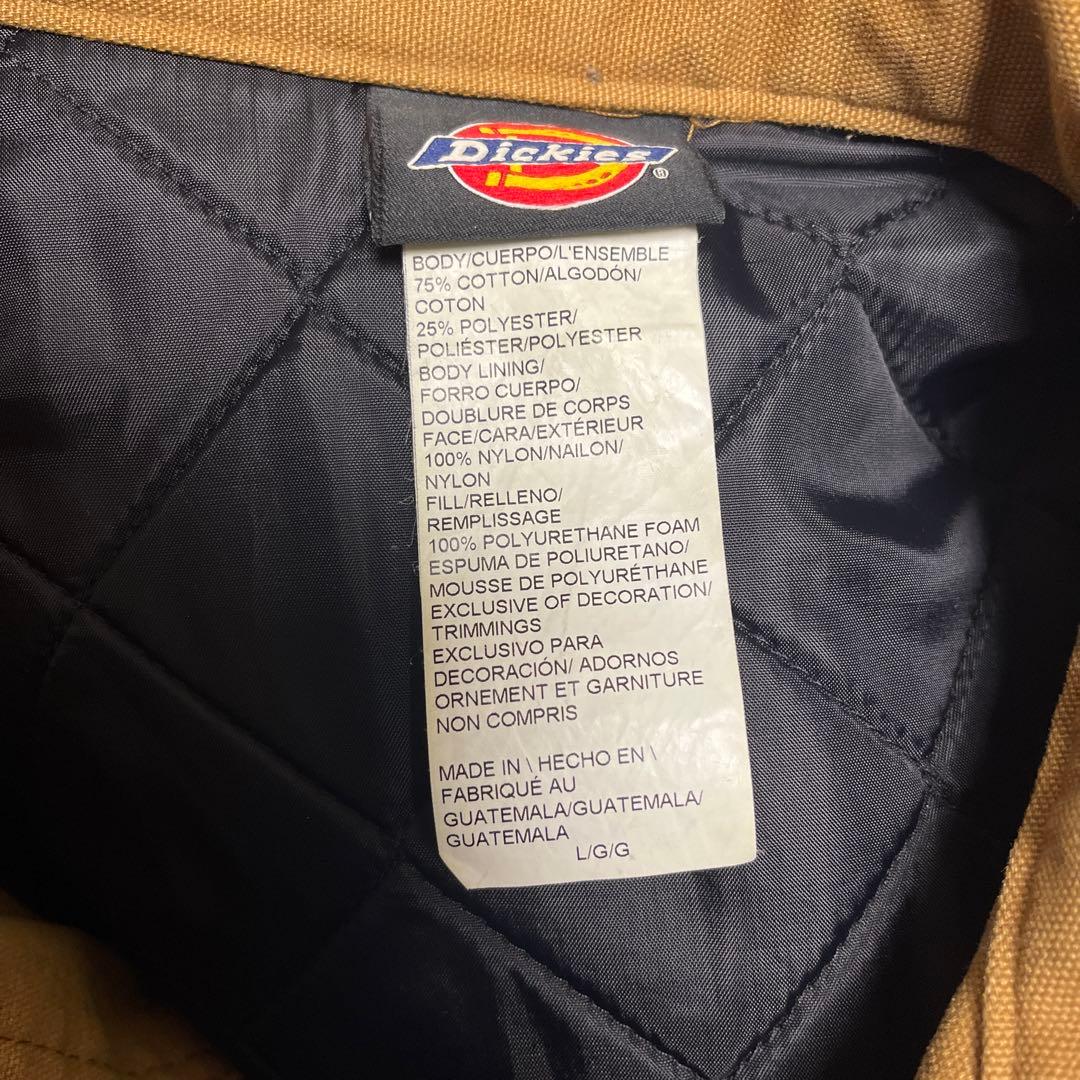 Dickies®
BODY/CUERPO/L'ENSEMBLE
75% COTTON/ALGODÓN/
COTON
25% POLYESTER/
POLIÉSTER/POLYESTER
BODY LINING/
FORRO CUERPO/
DOUBLURE DE CORPS
FACE/CARA/EXTÉRIEUR
100% NYLON/NAILON/
NYLON
FILL/RELLENO/
REMPLISSAGE
100% POLYURETHANE FOAM
ESPUMA DE POLIURETANO/
MOUSSE DE POLYURÉTHANE
EXCLUSIVE OF DECORATION/
TRIMMINGS
EXCLUSIVO PARA
DECORACIÓN/ ADORNOS
ORNEMENT ET GARNITURE
NON COMPRIS
MADE IN \ HECHO EN \
FABRIQUÉ AU
GUATEMALA/GUATEMALA/
GUATEMALA
L/G/G